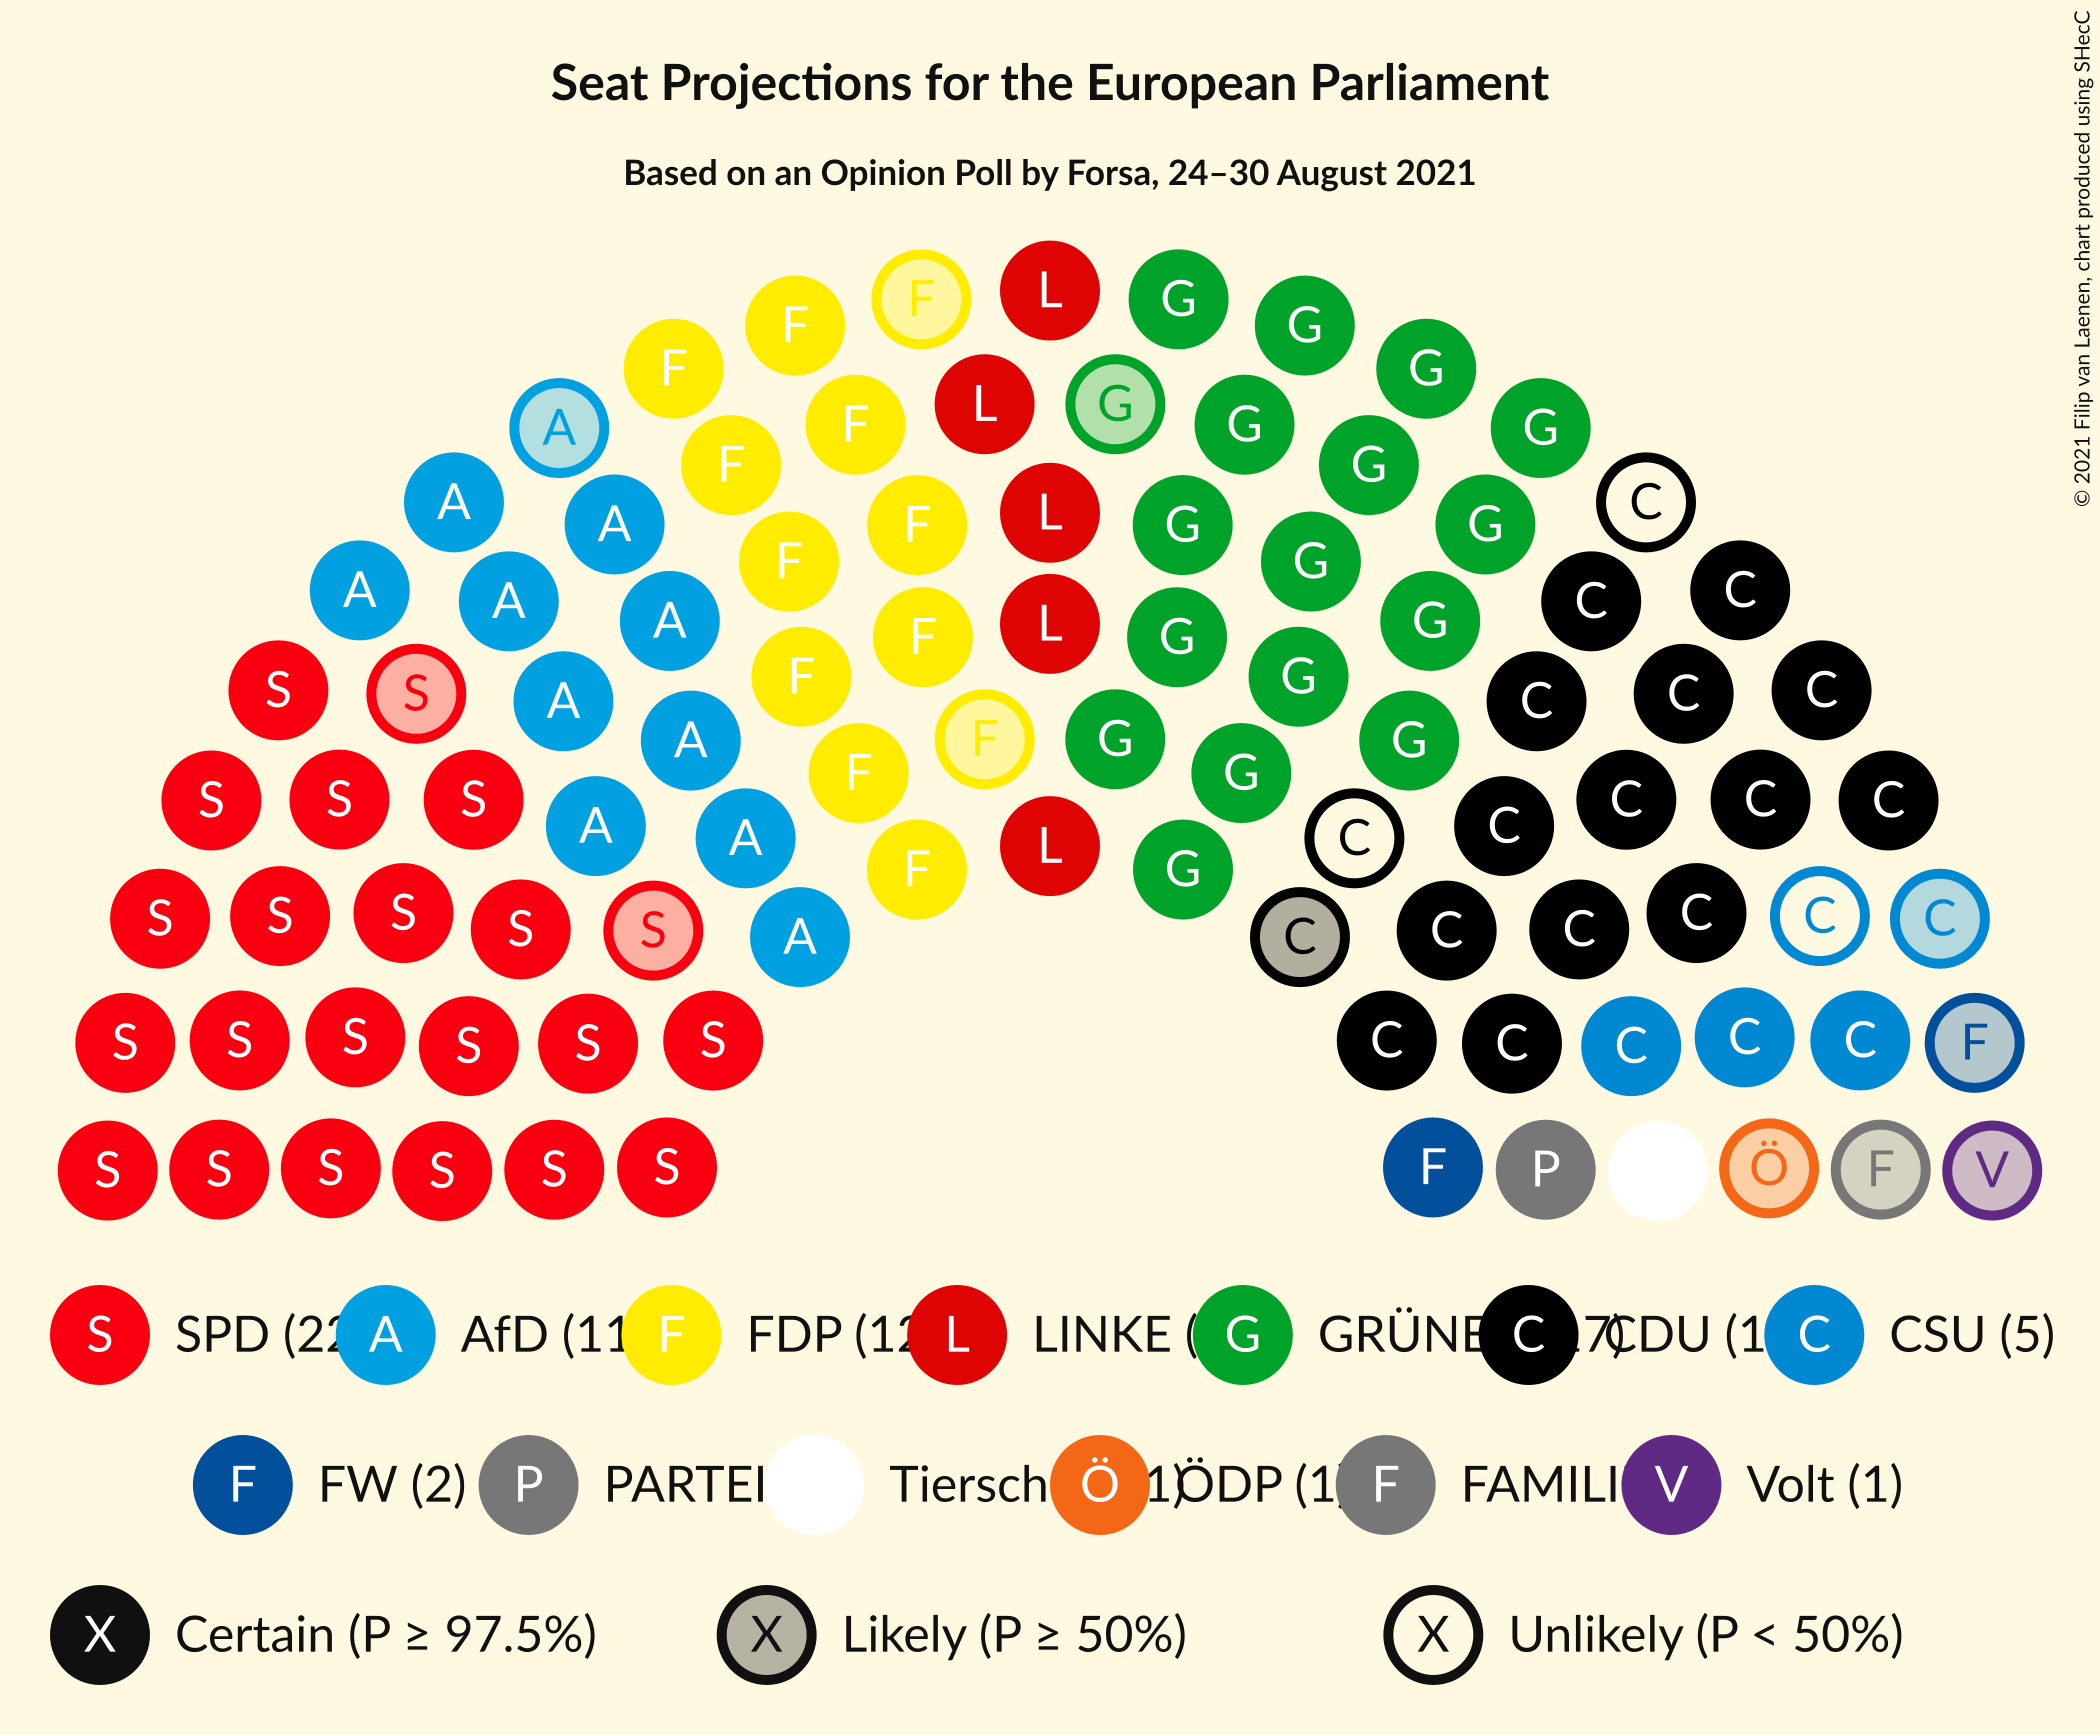 Seat Projections for the European Parliament
Based on an Opinion Poll by Forsa, 24–30 August 2021
© 2021 Filip van Laenen, chart produced using SHecC
L
F G
F G
F G
L G
F G
A G
F G
L
F G
A C
F G
A G
A C
F G
A C
A G
L
F G
F G
S C
S C
A C
A G
F G
S C
S S C C
A C
A C
L
F G
S S C C
S C
S C
S S A C C C
S C
S S S S S S C C C C C F
S S S S S S F P Ö F V
S SPD (22 A AfD (11 F FDP (12 L LINKE ( G GRÜNE C 7) CDU (1 C CSU (5)
F FW (2) P PARTEI Tiersch Ö 1) ÖDP (1 F FAMILI V Volt (1)
X Certain (P ≥ 97.5%) X Likely (P ≥ 50%) X Unlikely (P < 50%)